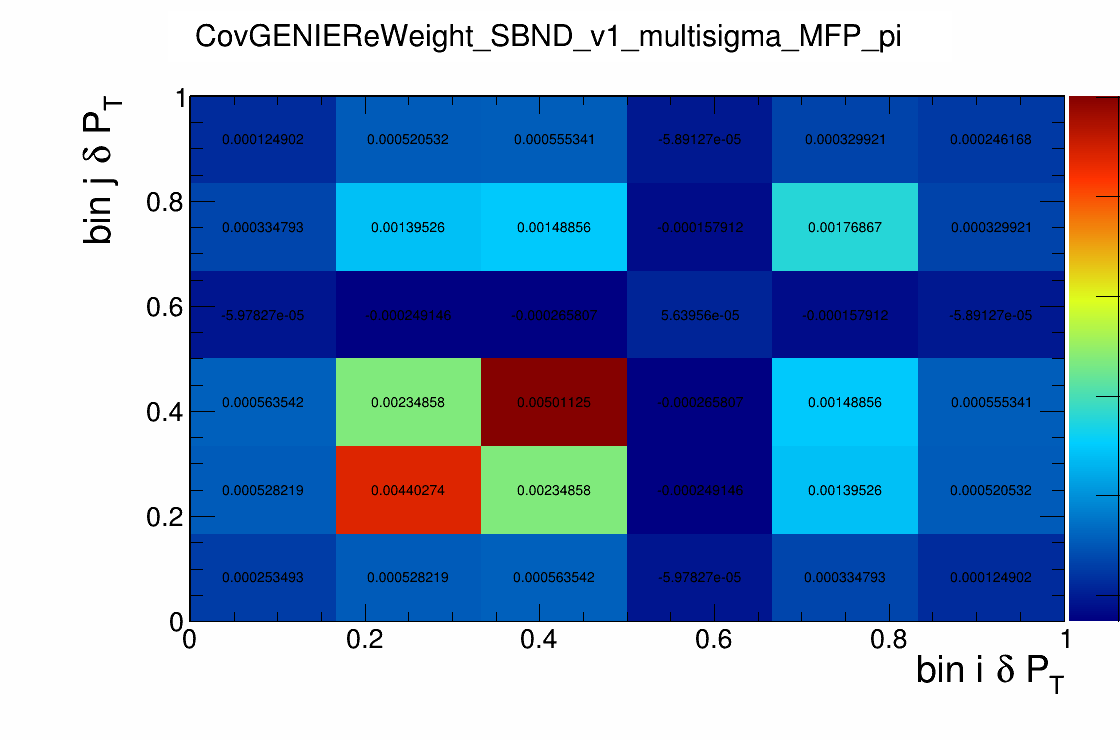 CovGENIEReWeight_SBND_v1_multisigma_MFP_pi
bin j δ P_T
1
0.000124902 0.000520532 0.000555341 -5.89127e-05 0.000329921 0.000246168
0.8
0.000334793 0.00139526 0.00148856 -0.000157912 0.00176867 0.000329921
0.6
-5.97827e-05 -0.000249146 -0.000265807 5.63956e-05 -0.000157912 -5.89127e-05
0.4
0.000563542 0.00234858 0.00501125 -0.000265807 0.00148856 0.000555341
0.000528219 0.00440274 0.00234858 -0.000249146 0.00139526 0.000520532
0.2
0.000253493 0.000528219 0.000563542 -5.97827e-05 0.000334793 0.000124902
0
0 0.2 0.4 0.6 0.8 1
bin i δ P_T